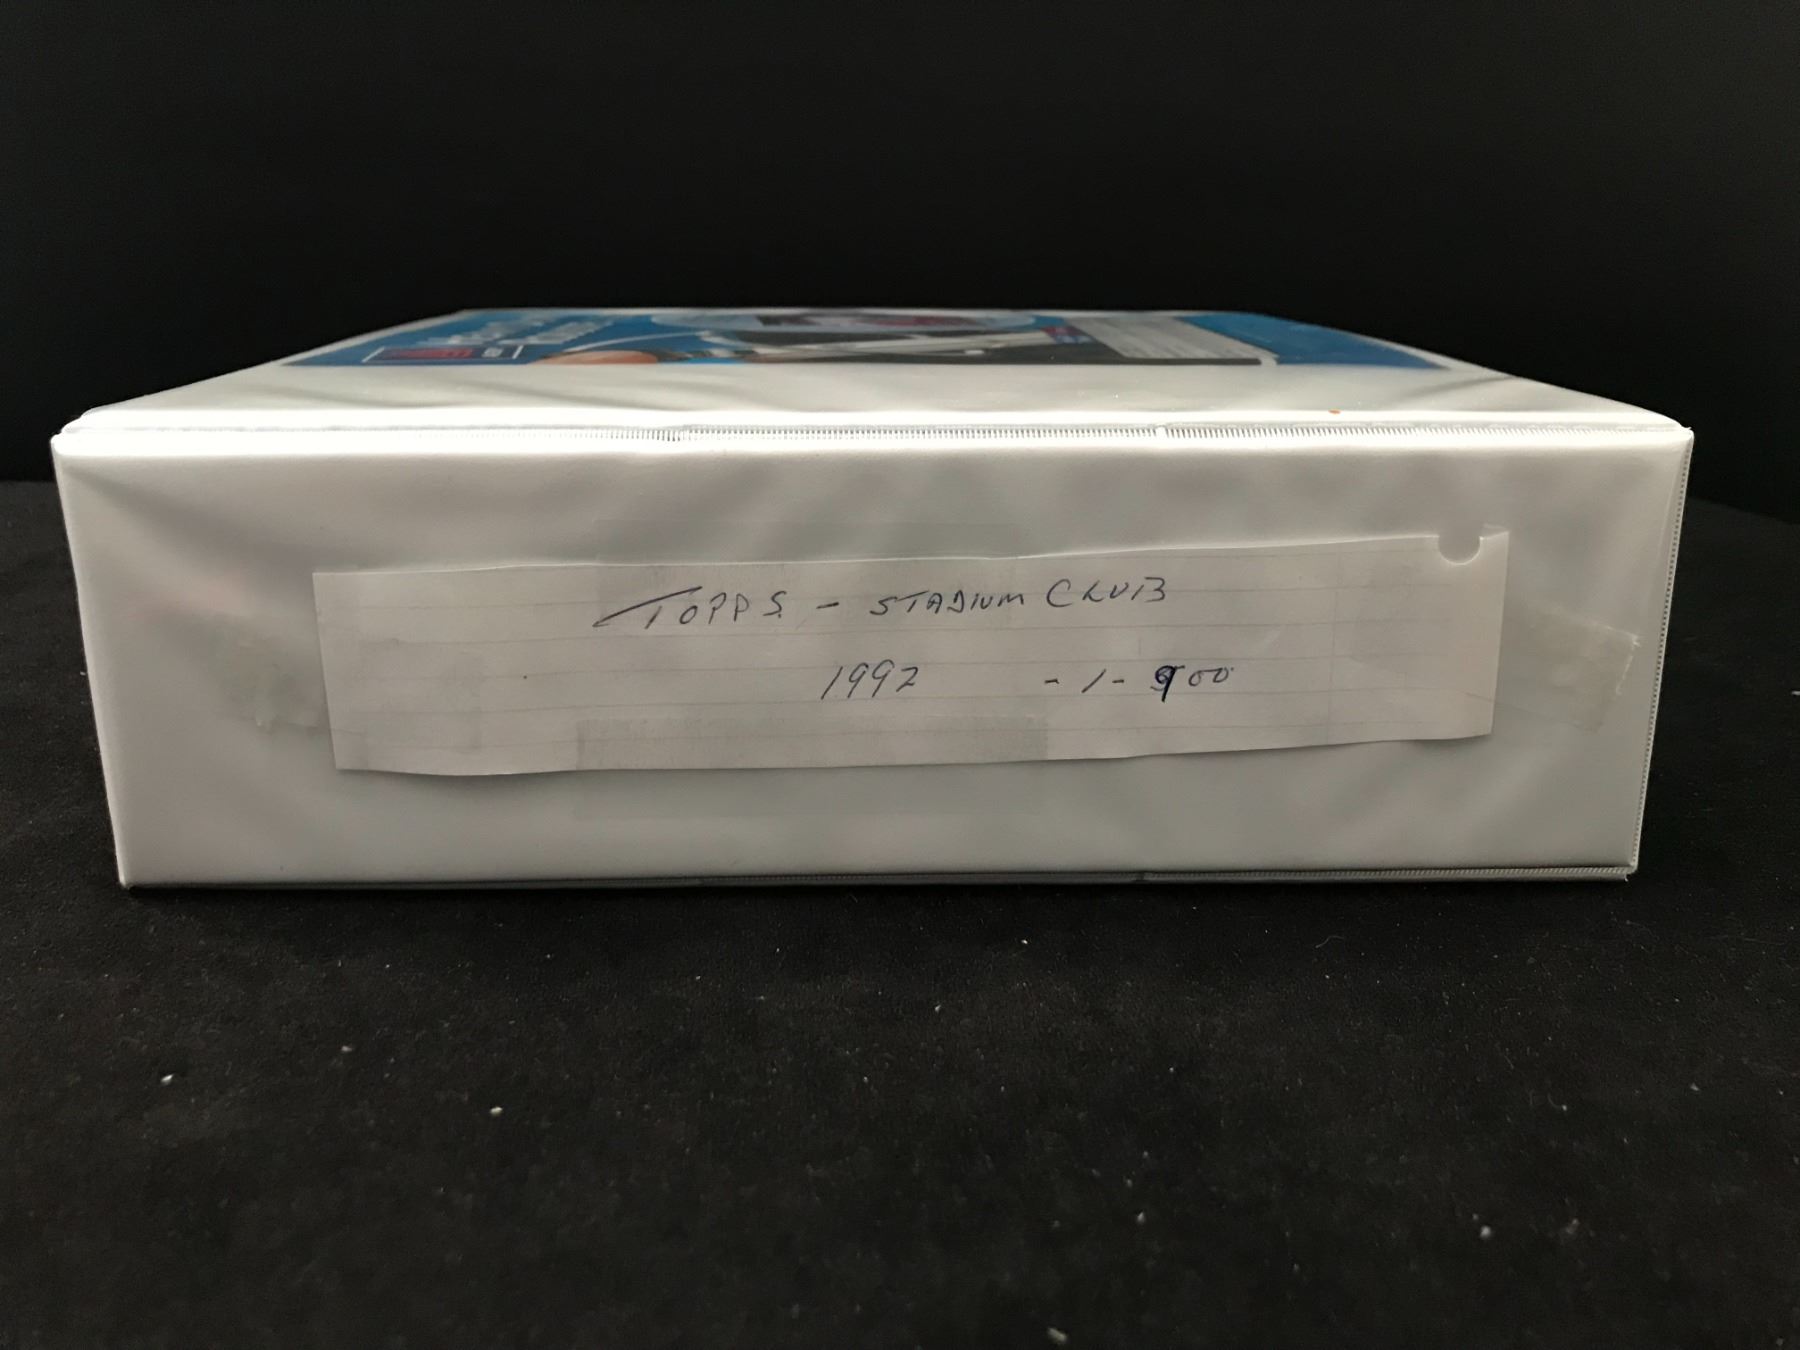 TOPPS - STADIUM CLUB
1992 - 1 - 900